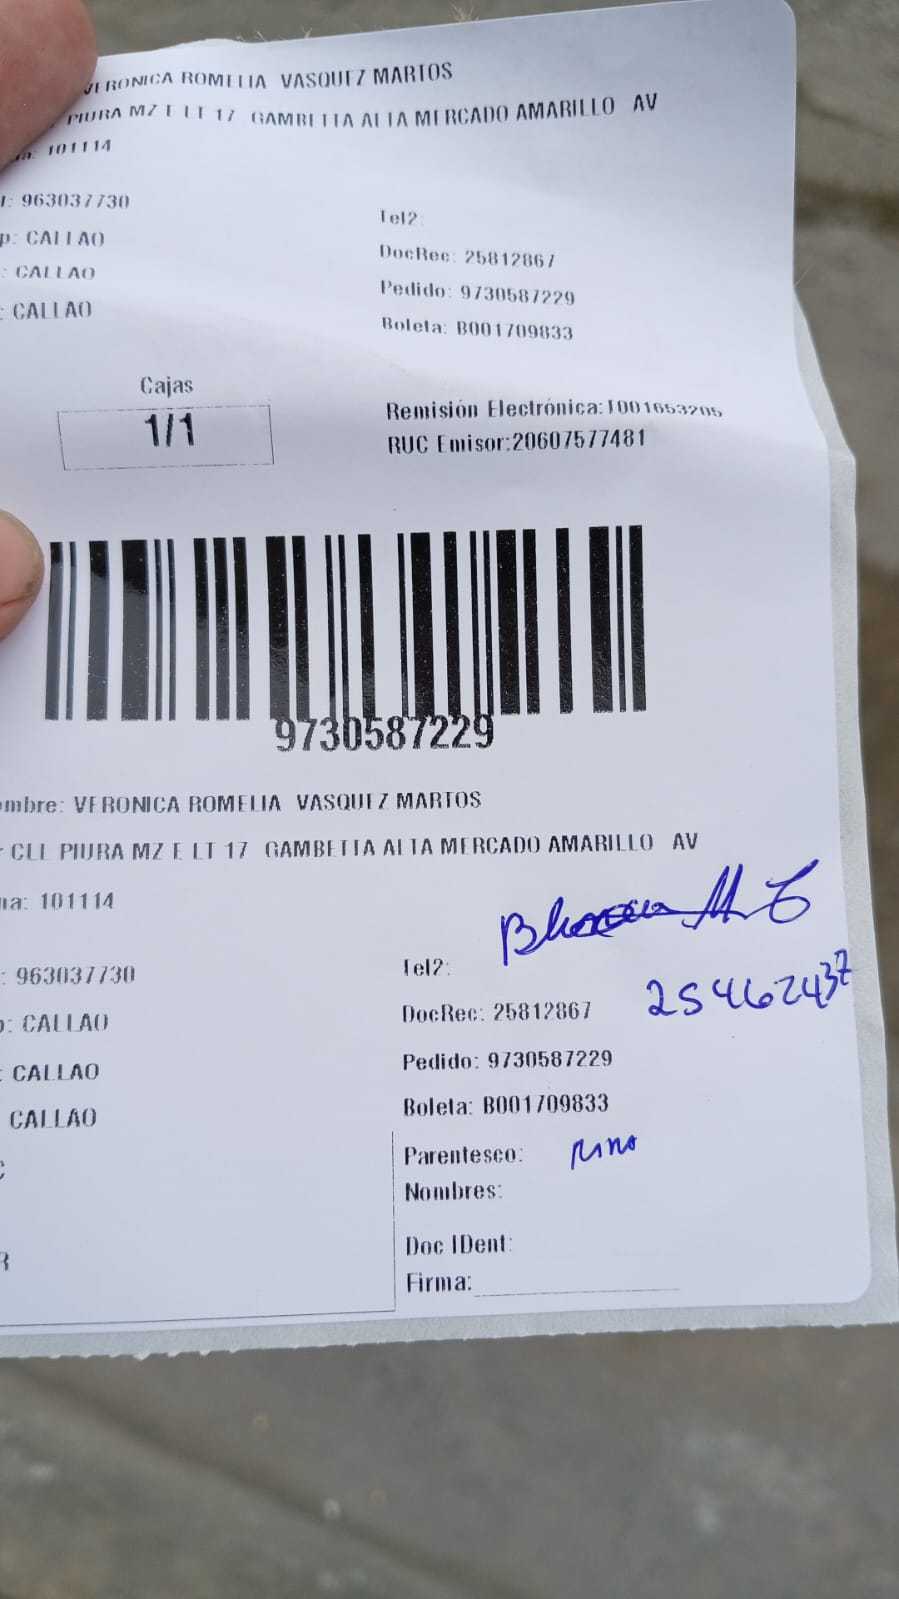 VERONICA ROMELIA VASQUEZ MARTOS
PIURA MZ E LT 17 GAMBETTA ALTA MERCADO AMARILLO AV
na: 101114
: 963037730
Tel2:
p: CALLAO
DocRec: 25812867
: CALLAO
Pedido: 9730587229
: CALLAO
Boleta: B001709833
Cajas
1/1
Remisión Electrónica:T001653205
RUC Emisor:20607577481
9730587229
ombre: VERONICA ROMELIA VASQUEZ MARTOS
r CLL PIURA MZ E LT 17 GAMBETTA ALTA MERCADO AMARILLO AV
na: 101114
: 963037730
Tel2:
p: CALLAO
DocRec: 25812867
25462437
: CALLAO
Pedido: 9730587229
CALLAO
Boleta: B001709833
Parentesco:
Nombres:
Doc IDent:
R
Firma: